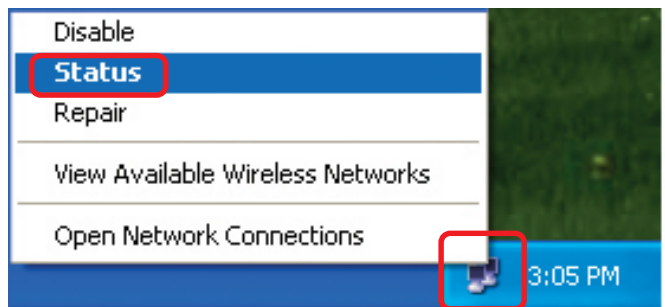 Disable
Status
Repair
View Available Wireless Networks
Open Network Connections
3:05 PM